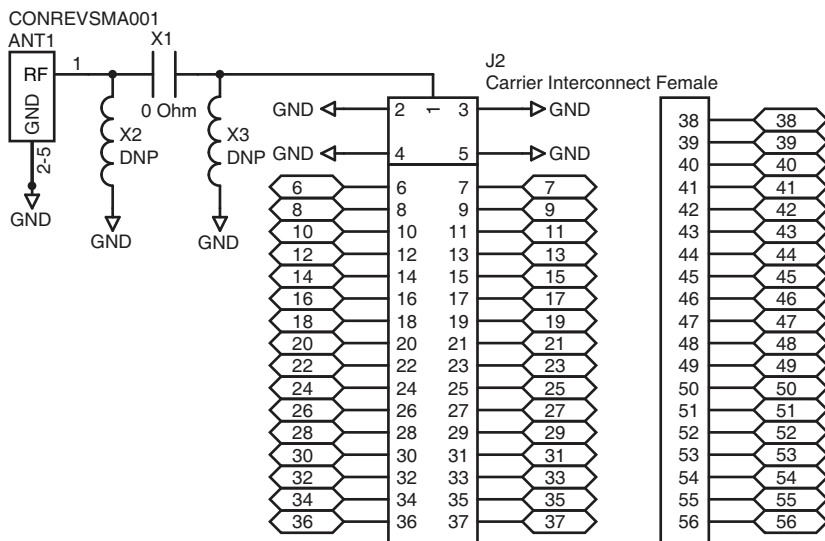 CONREVSMA001
ANT1
X1
RF
1
GND
2-5
GND
0 Ohm
X2
DNP
GND
X3
DNP
GND
J2
Carrier Interconnect Female
1
GND 2 3 GND
GND 4 5 GND
6 6 7 7
8 8 9 9
10 10 11 11
12 12 13 13
14 14 15 15
16 16 17 17
18 18 19 19
20 20 21 21
22 22 23 23
24 24 25 25
26 26 27 27
28 28 29 29
30 30 31 31
32 32 33 33
34 34 35 35
36 36 37 37
38 38
39 39
40 40
41 41
42 42
43 43
44 44
45 45
46 46
47 47
48 48
49 49
50 50
51 51
52 52
53 53
54 54
55 55
56 56